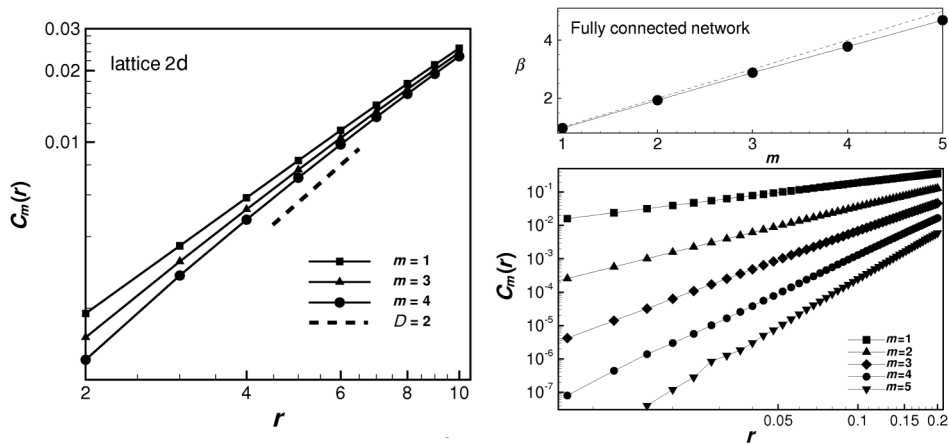 0.03
0.02
0.01
lattice 2d
C_m(r)
m = 1
m = 3
m = 4
D = 2
2 4 6 8 10
r
Fully connected network
β
4
2
1 2 3 4 5
m
10^-1
10^-2
10^-3
10^-4
10^-5
10^-6
10^-7
C_m(r)
m=1
m=2
m=3
m=4
m=5
0.05 0.1 0.15 0.2
r